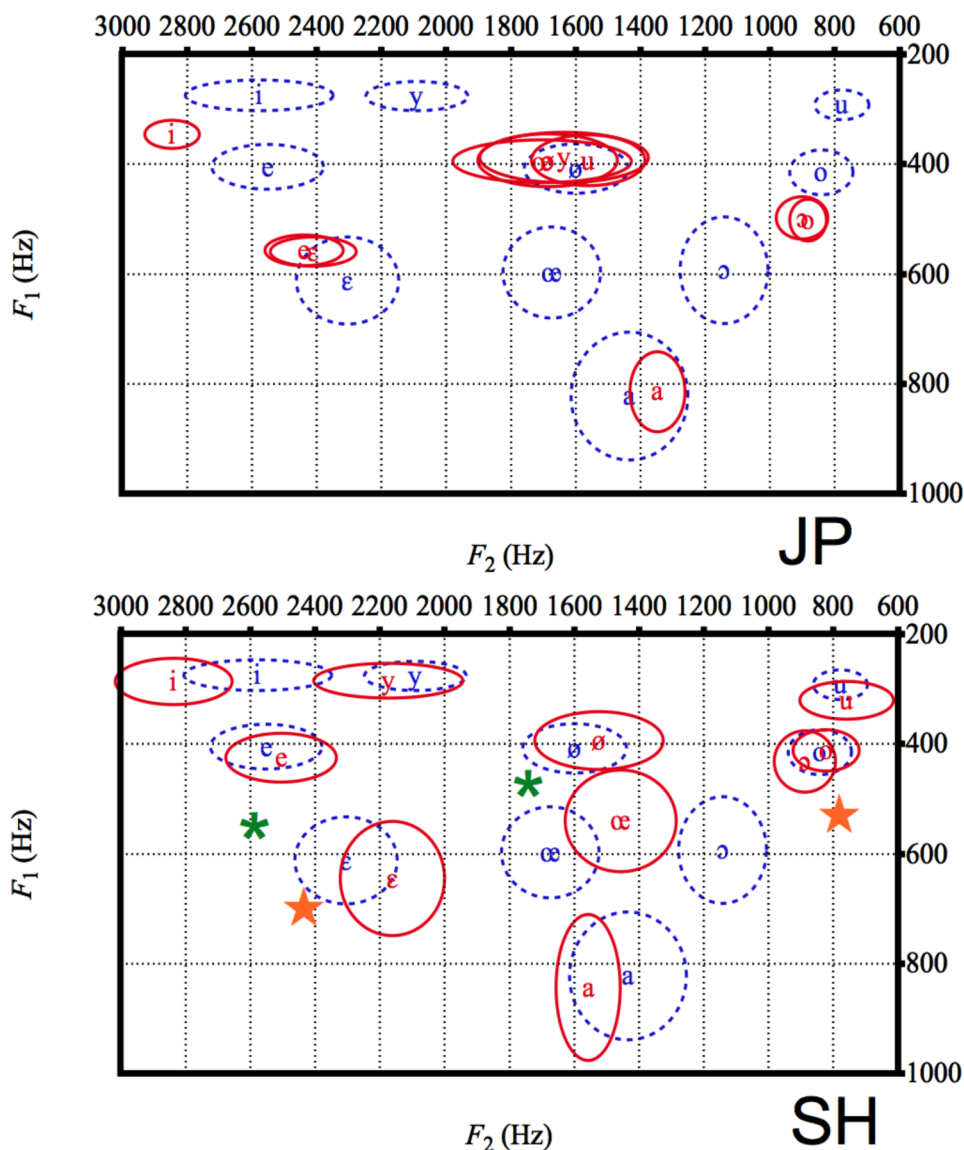 3000 2800 2600 2400 2200 2000 1800 1600 1400 1200 1000 800 600
200
i y u
i
e œ ø y u ø o 400
ɔ o
e ɛ
ɛ œ ɔ 600
F1 (Hz)
a a 800
1000
F2 (Hz)
JP
3000 2800 2600 2400 2200 2000 1800 1600 1400 1200 1000 800 600
200
i i y y u
u
e e ø ø ɔ o o 400
*
*
œ
ɛ ɛ œ ɔ 600
F1 (Hz)
a a 800
1000
F2 (Hz)
SH